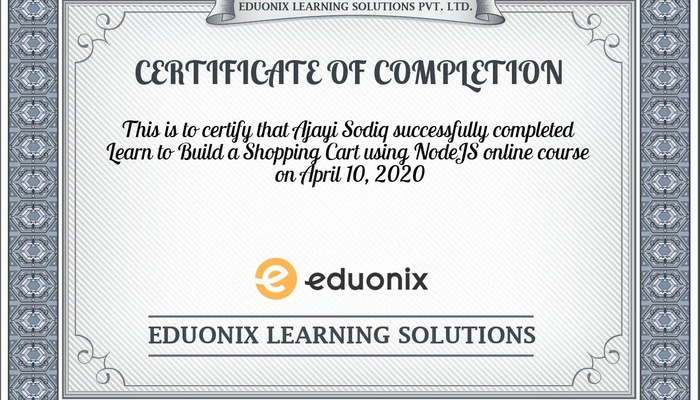 EDUONIX LEARNING SOLUTIONS PVT. LTD.
CERTIFICATE OF COMPLETION
This is to certify that Ajayi Sodiq successfully completed
Learn to Build a Shopping Cart using NodeJS online course
on April 10, 2020
eduonix
EDUONIX LEARNING SOLUTIONS